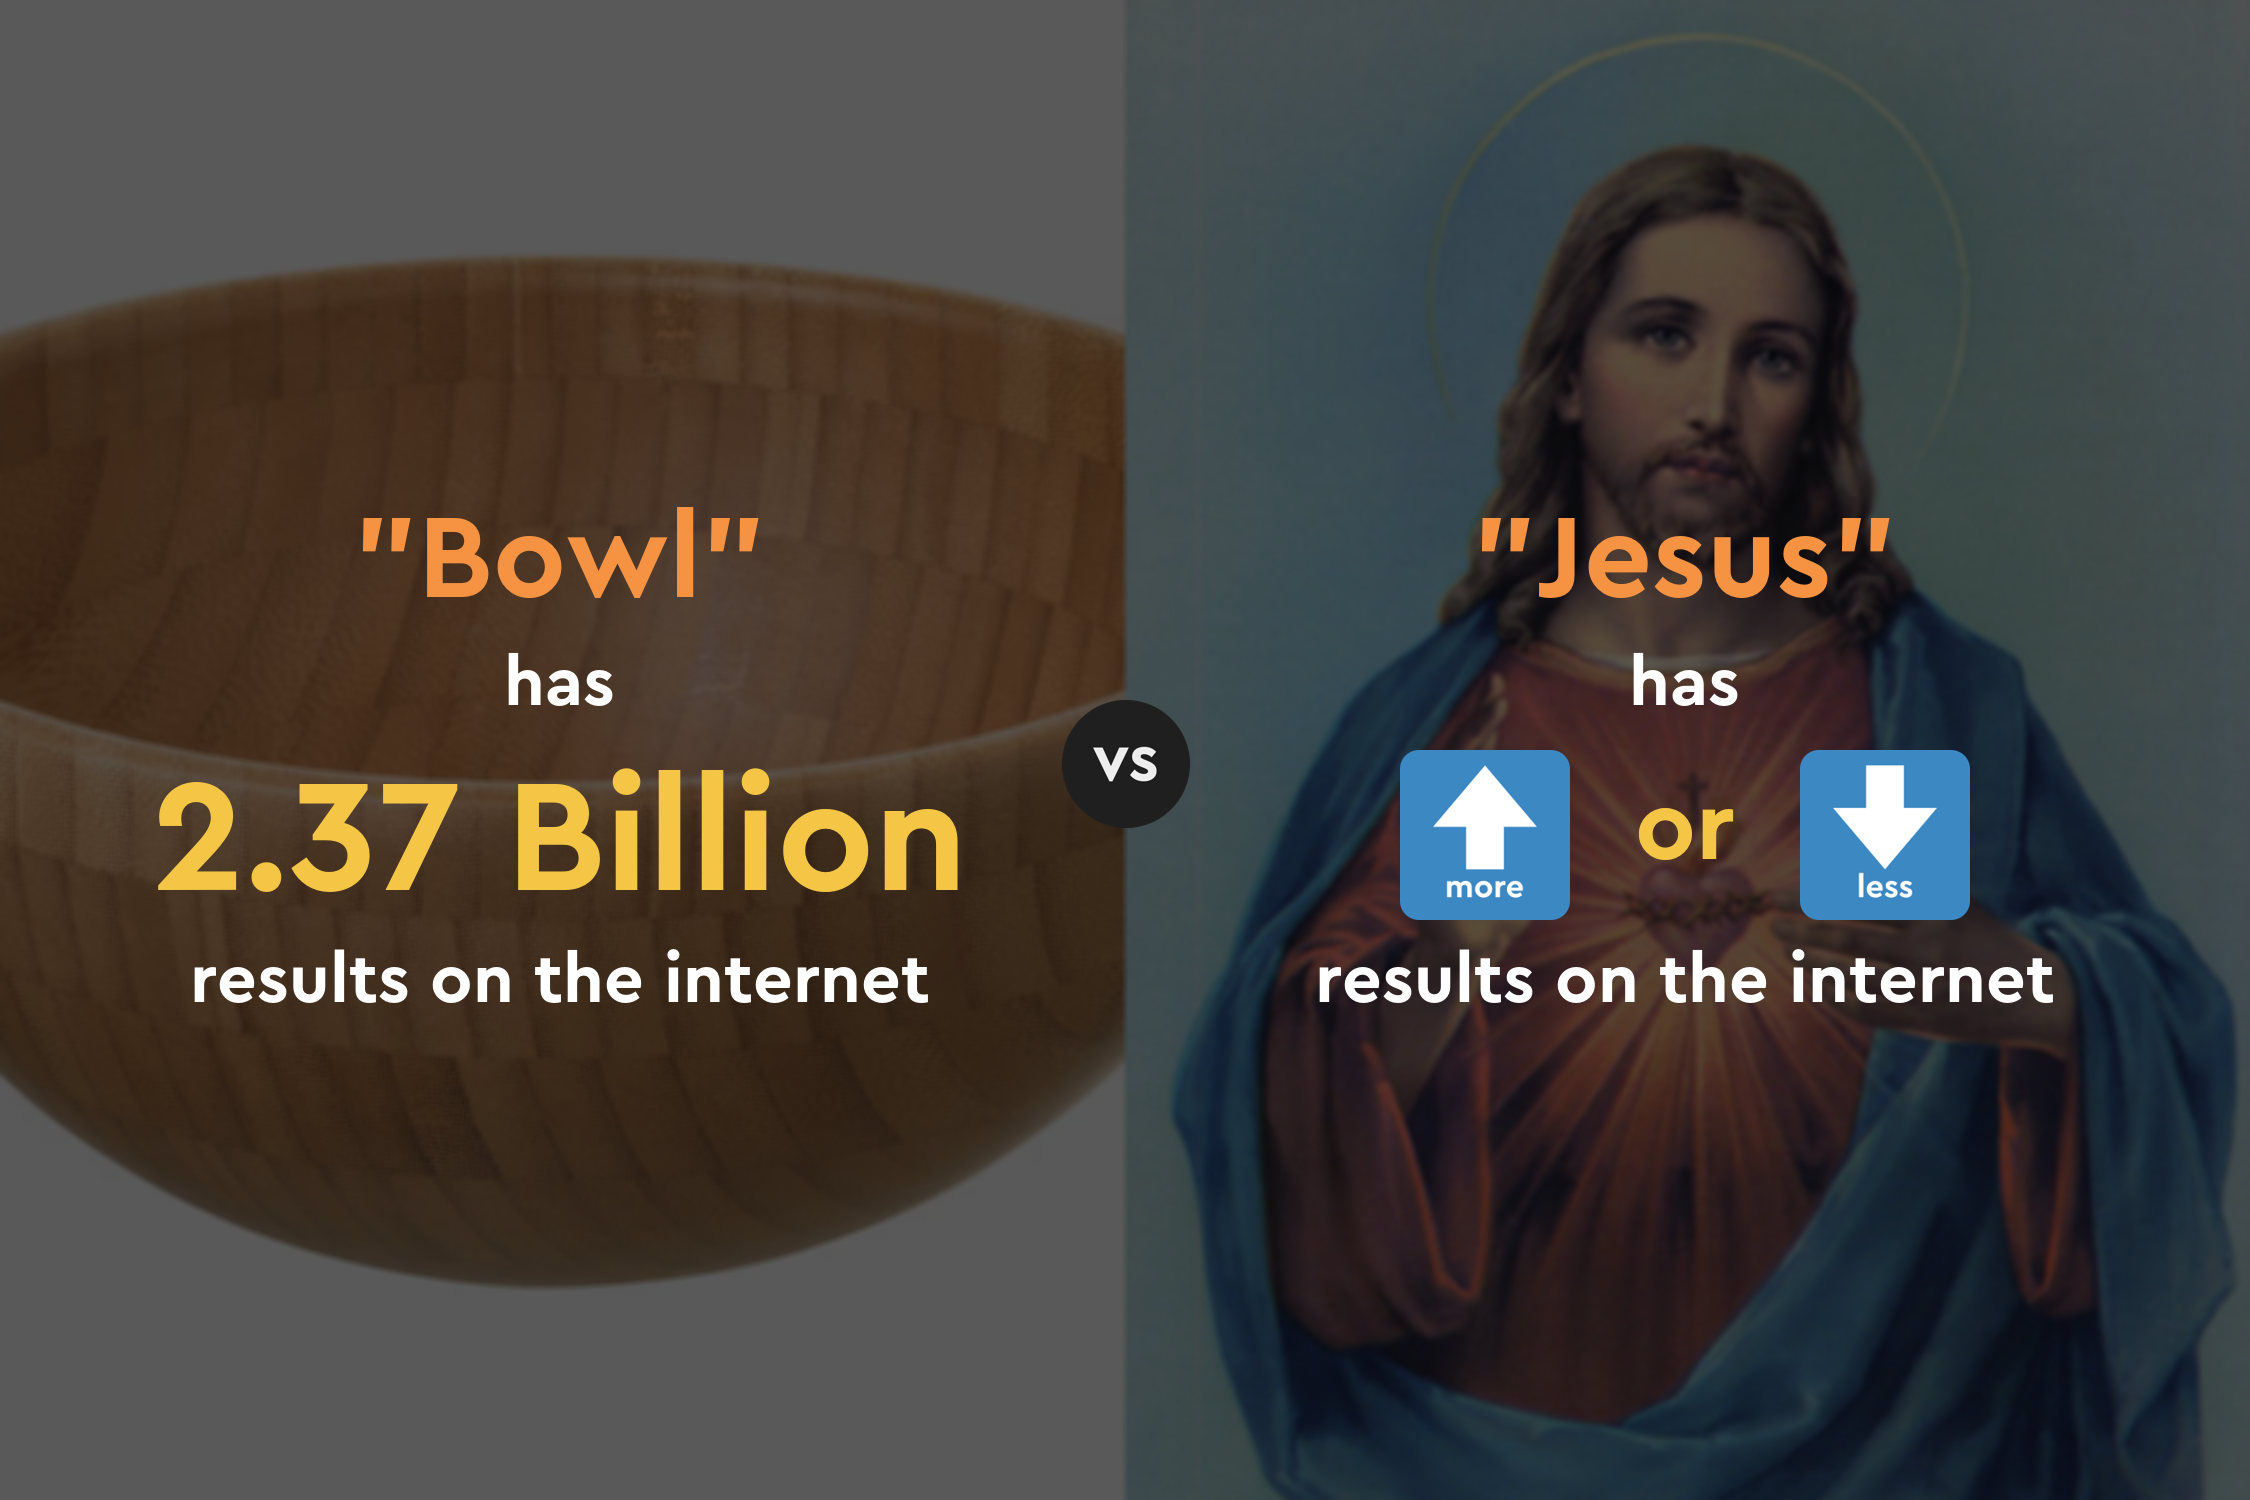 "Bowl"
has
2.37 Billion
results on the internet
vs
"Jesus"
has
more
or
less
results on the internet